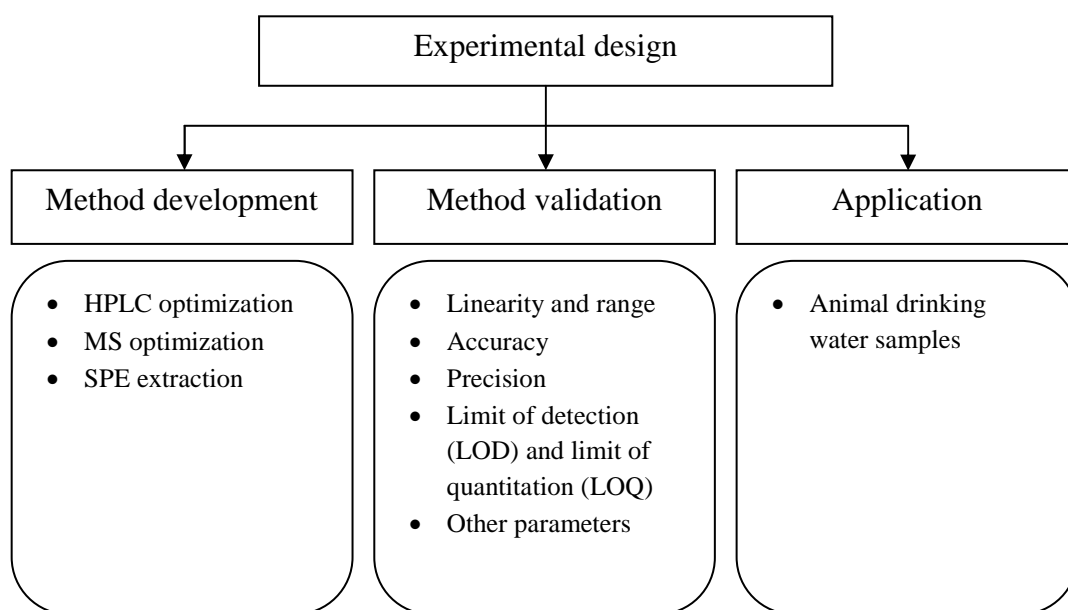 Experimental design
Method development
Method validation
Application
• HPLC optimization
• MS optimization
• SPE extraction
• Linearity and range
• Accuracy
• Precision
• Limit of detection
(LOD) and limit of
quantitation (LOQ)
• Other parameters
• Animal drinking
water samples